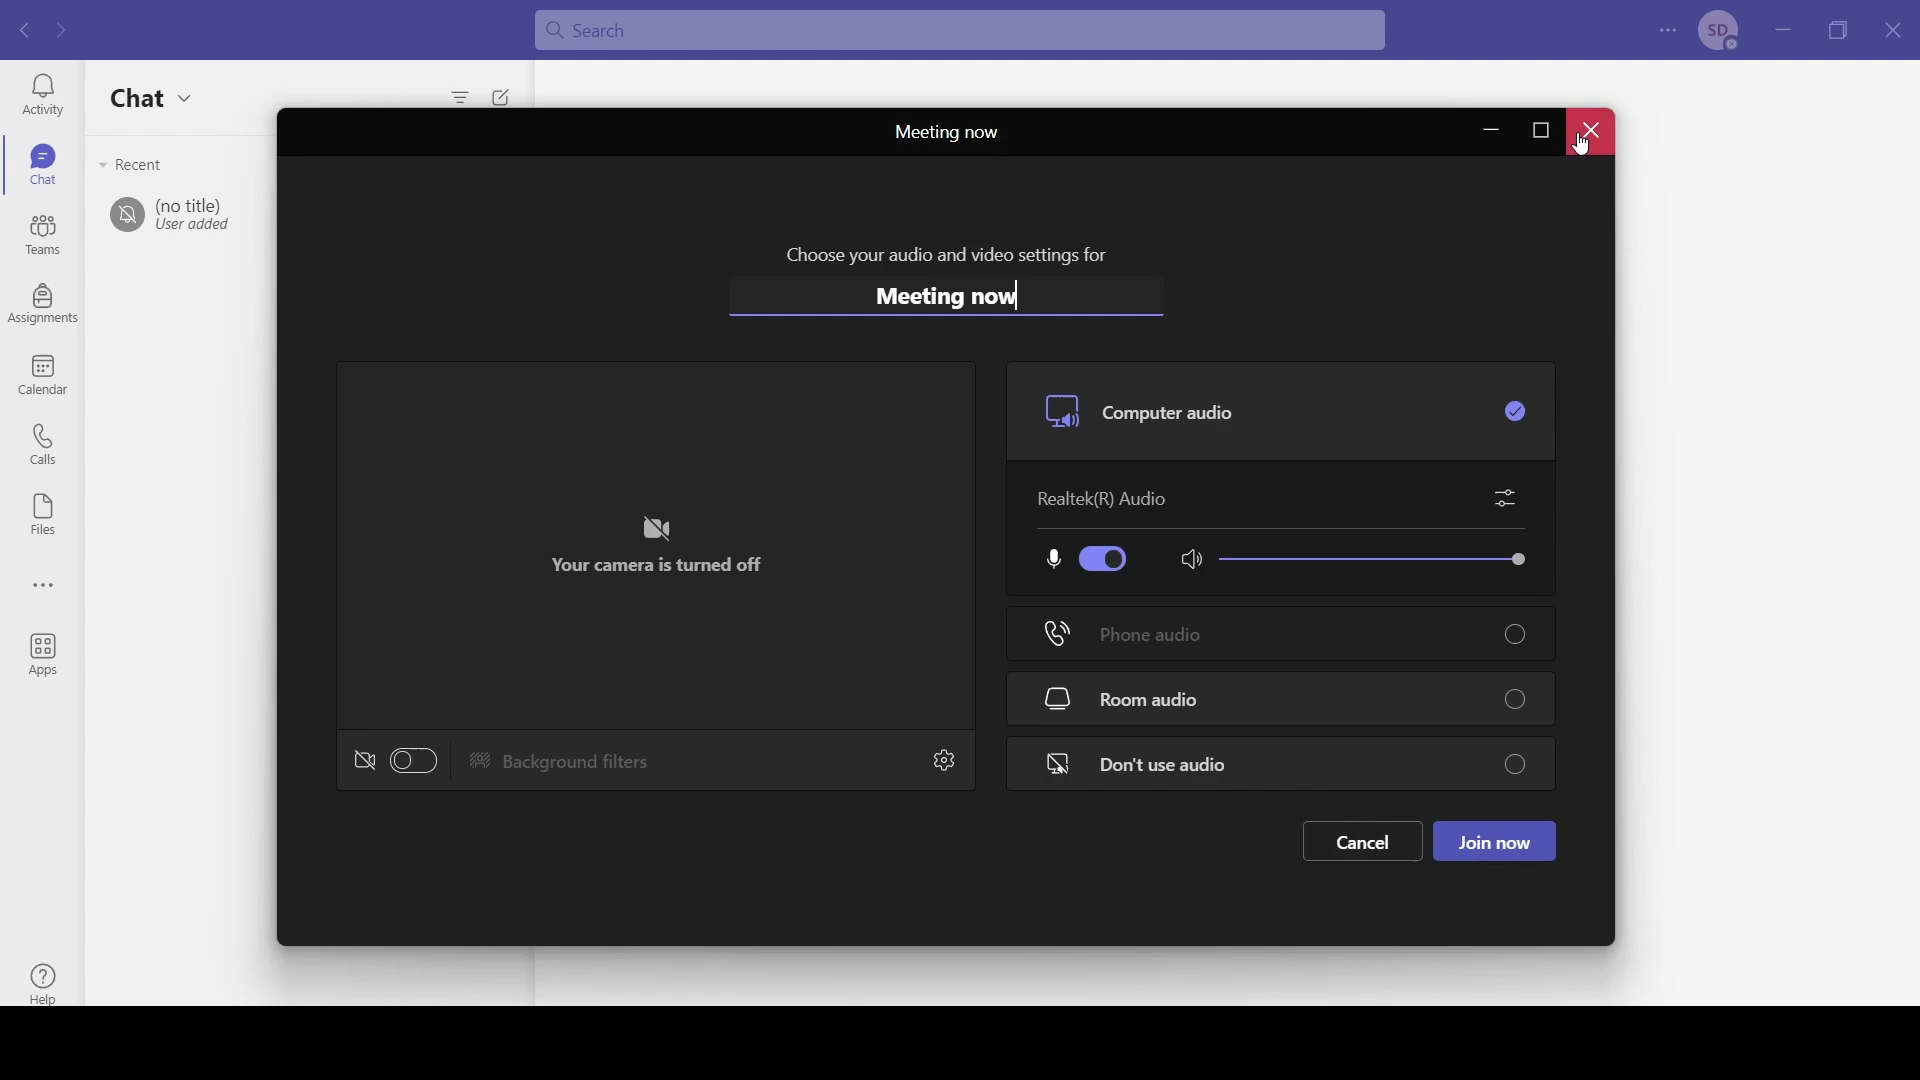 Search
SD
Activity
Chat
Teams
Assignments
Calendar
Calls
Files
Apps
Help
Chat
Recent
(no title)
User added
Meeting now
Choose your audio and video settings for
Meeting now
Your camera is turned off
Background filters
Computer audio
Realtek(R) Audio
Phone audio
Room audio
Don't use audio
Cancel
Join now